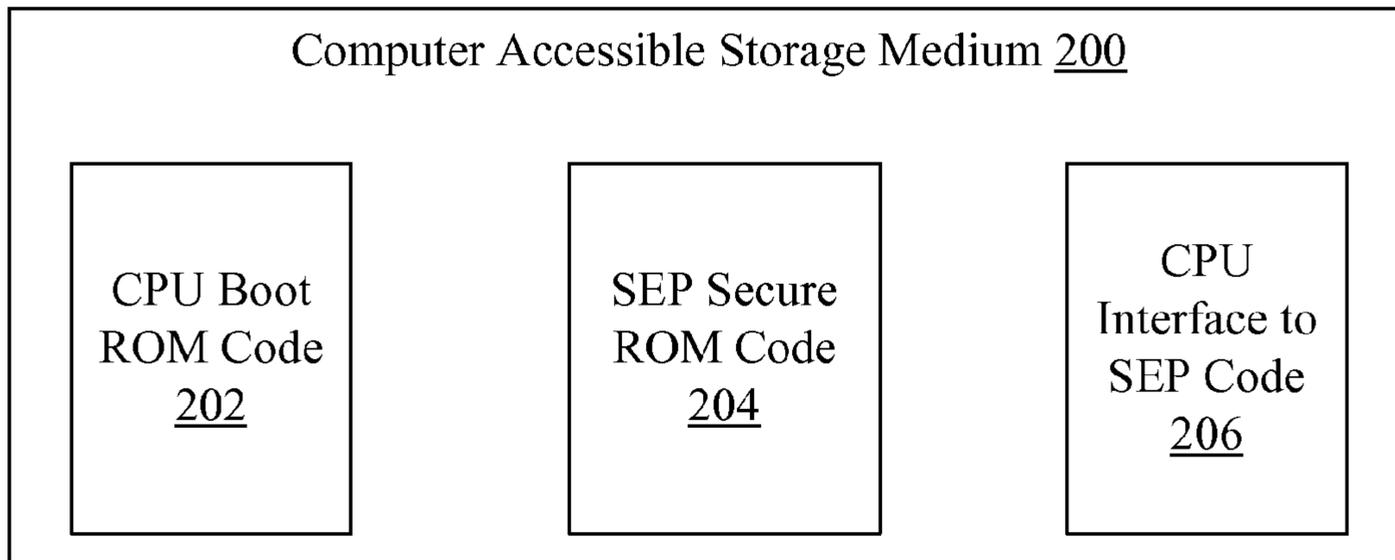 Computer Accessible Storage Medium 200
CPU Boot
ROM Code
202
SEP Secure
ROM Code
204
CPU
Interface to
SEP Code
206